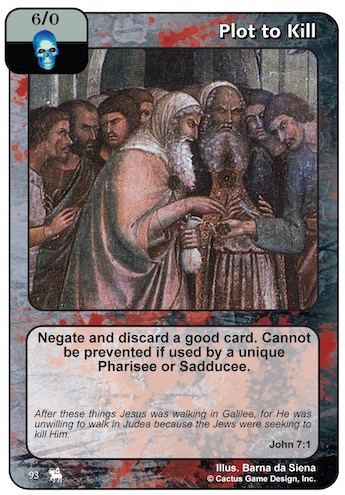 6/0
Plot to Kill
Negate and discard a good card. Cannot
be prevented if used by a unique
Pharisee or Sadducee.
After these things Jesus was walking in Galilee, for He was
unwilling to walk in Judea because the Jews were seeking to
kill Him.
John 7:1
Illus. Barna da Siena
93
© Cactus Game Design, Inc.